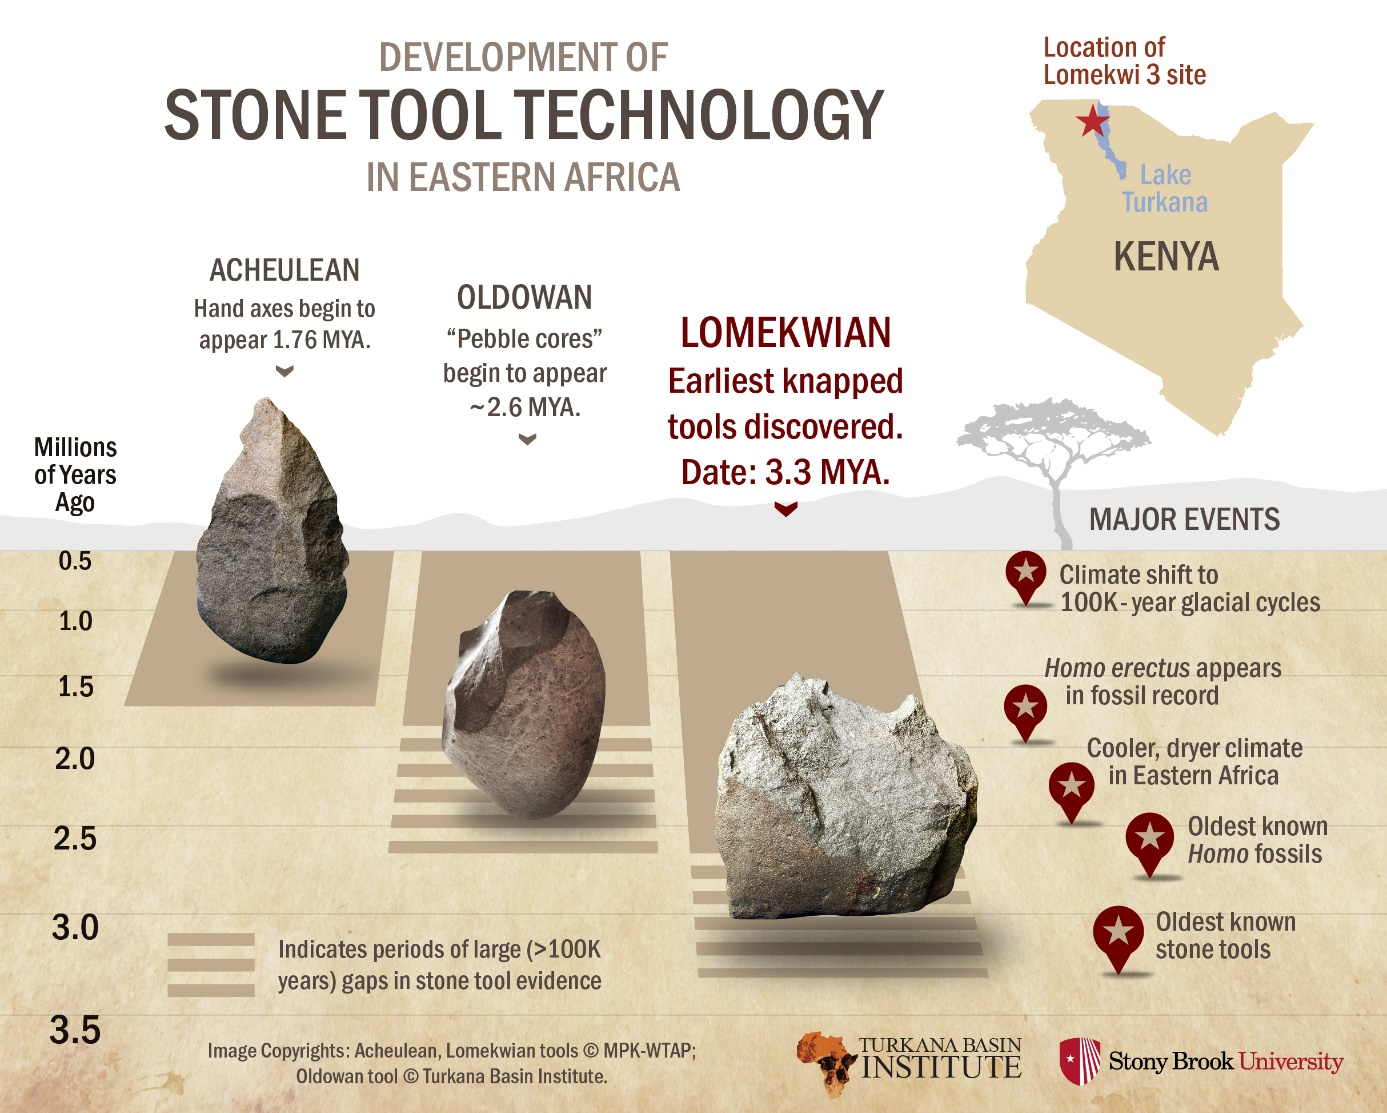 DEVELOPMENT OF
STONE TOOL TECHNOLOGY
IN EASTERN AFRICA
Location of
Lomekwi 3 site
Lake
Turkana
KENYA
ACHEULEAN
Hand axes begin to
appear 1.76 MYA.
OLDOWAN
“Pebble cores”
begin to appear
~2.6 MYA.
LOMEKWIAN
Earliest knapped
tools discovered.
Date: 3.3 MYA.
Millions
of Years
Ago
0.5
1.0
1.5
2.0
2.5
3.0
3.5
MAJOR EVENTS
Climate shift to
100K-year glacial cycles
Homo erectus appears
in fossil record
Cooler, dryer climate
in Eastern Africa
Oldest known
Homo fossils
Oldest known
stone tools
Indicates periods of large (>100K
years) gaps in stone tool evidence
Image Copyrights: Acheulean, Lomekwian tools © MPK-WTAP;
Oldowan tool © Turkana Basin Institute.
TURKANA BASIN
INSTITUTE
Stony Brook University